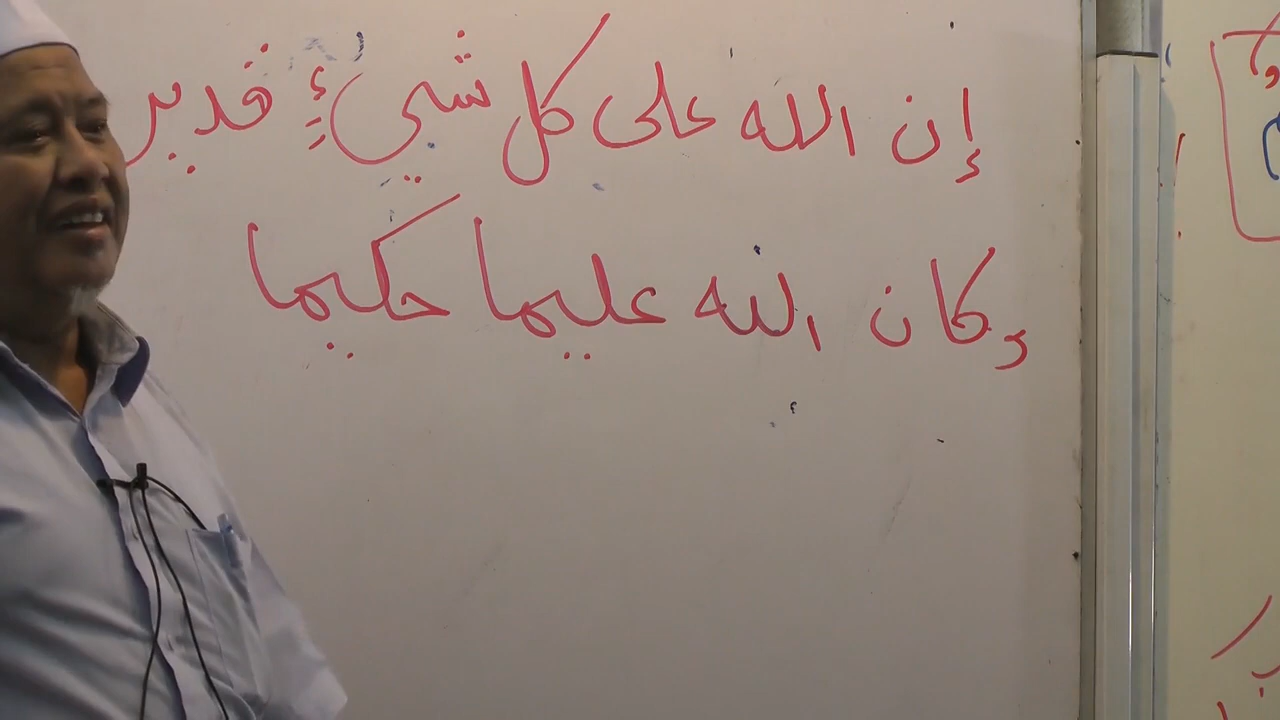 إن الله على كل شيءٍ قدير
وكان الله عليما حكيما